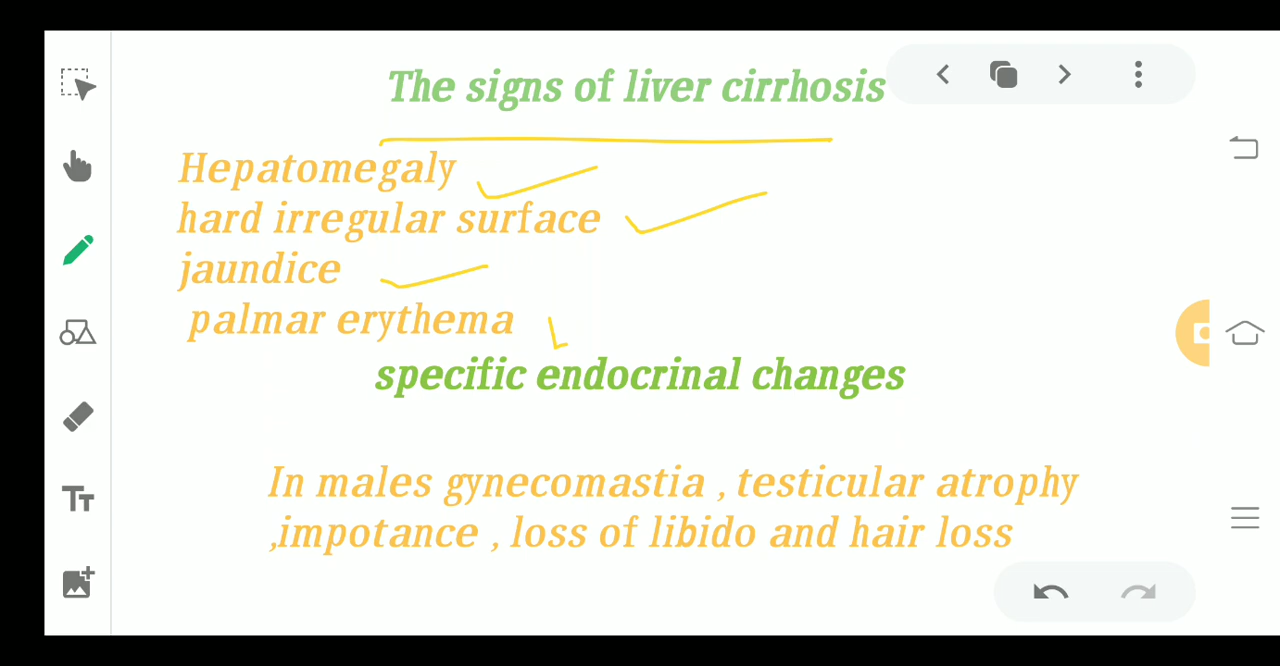 The signs of liver cirrhosis
Hepatomegaly
hard irregular surface
jaundice
palmar erythema
specific endocrinal changes
In males gynecomastia , testicular atrophy
,impotance , loss of libido and hair loss